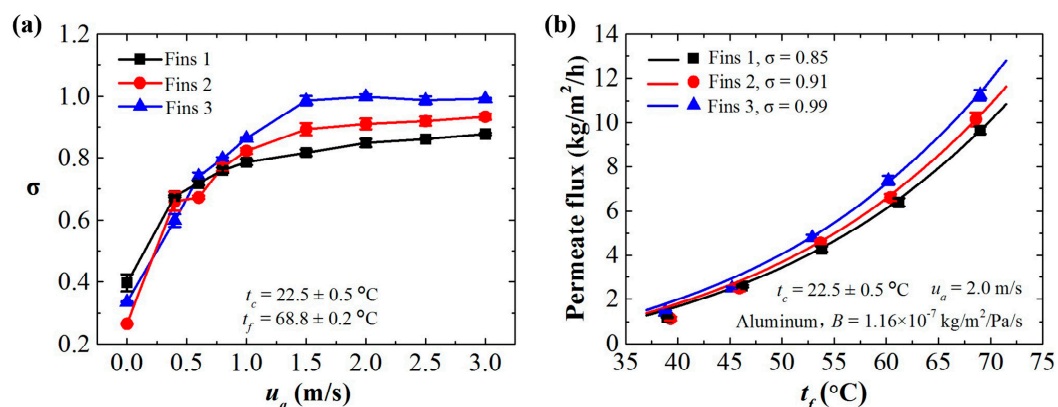 (a)
1.2
1.0
0.8
0.6
0.4
0.2
σ
Fins 1
Fins 2
Fins 3
t_c = 22.5 ± 0.5 °C
t_f = 68.8 ± 0.2 °C
0.0 0.5 1.0 1.5 2.0 2.5 3.0
u_a (m/s)
(b)
14
12
10
8
6
4
2
0
Permeate flux (kg/m²/h)
Fins 1, σ = 0.85
Fins 2, σ = 0.91
Fins 3, σ = 0.99
t_c = 22.5 ± 0.5 °C u_a = 2.0 m/s
Aluminum, B = 1.16×10⁻⁷ kg/m²/Pa/s
35 40 45 50 55 60 65 70 75
t_f (°C)